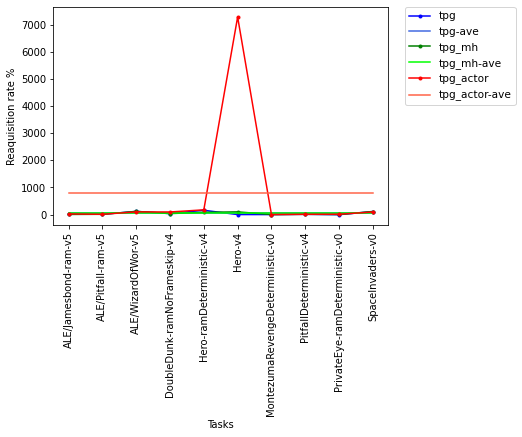 Reaquisition rate %
7000
6000
5000
4000
3000
2000
1000
0
ALE/Jamesbond-ram-v5
ALE/Pitfall-ram-v5
ALE/WizardOfWor-v5
DoubleDunk-ramNoFrameskip-v4
Hero-ramDeterministic-v4
Hero-v4
MontezumaRevengeDeterministic-v0
PitfallDeterministic-v4
PrivateEye-ramDeterministic-v0
SpaceInvaders-v0
Tasks
tpg
tpg-ave
tpg_mh
tpg_mh-ave
tpg_actor
tpg_actor-ave